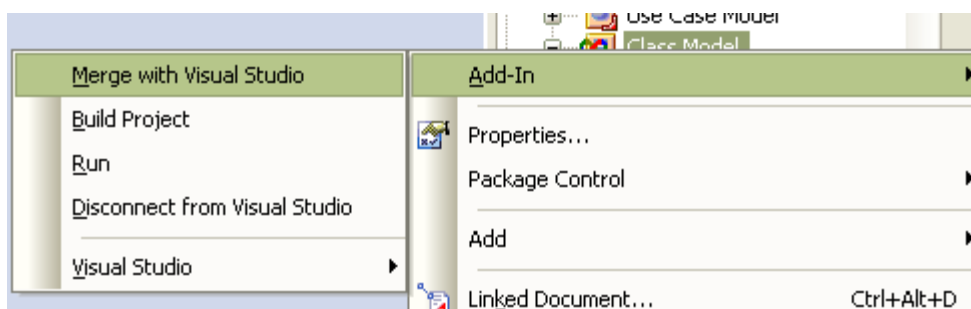 Use Case Model
Class Model
Merge with Visual Studio
Build Project
Run
Disconnect from Visual Studio
Visual Studio
Add-In
Properties...
Package Control
Add
Linked Document... Ctrl+Alt+D